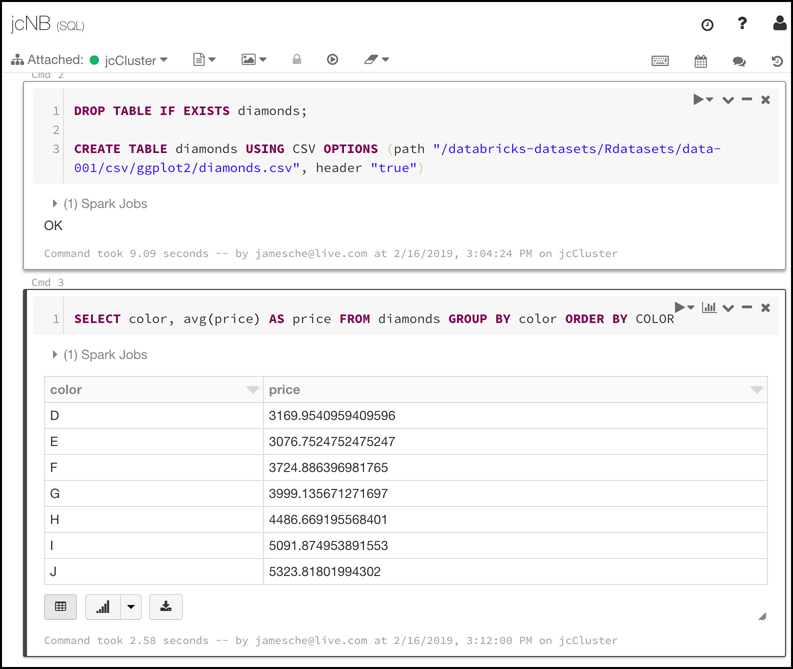 jcNB (SQL)
Attached: jcCluster
Cmd 2
1 DROP TABLE IF EXISTS diamonds;
2
3 CREATE TABLE diamonds USING CSV OPTIONS (path "/databricks-datasets/Rdatasets/data-
001/csv/ggplot2/diamonds.csv", header "true")
(1) Spark Jobs
OK
Command took 9.09 seconds -- by jamesche@live.com at 2/16/2019, 3:04:24 PM on jcCluster
Cmd 3
1 SELECT color, avg(price) AS price FROM diamonds GROUP BY color ORDER BY COLOR
(1) Spark Jobs
color price
D 3169.9540959409596
E 3076.7524752475247
F 3724.886396981765
G 3999.135671271697
H 4486.669195568401
I 5091.874953891553
J 5323.81801994302
Command took 2.58 seconds -- by jamesche@live.com at 2/16/2019, 3:12:00 PM on jcCluster